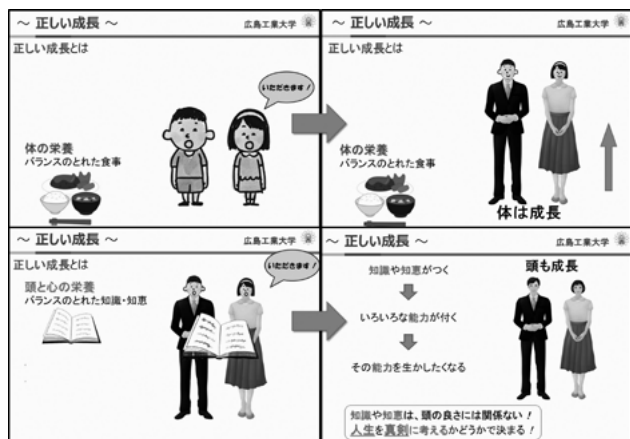 ～ 正しい成長 ～
広島工業大学
正しい成長とは
いただきます！
体の栄養
バランスのとれた食事
～ 正しい成長 ～
広島工業大学
正しい成長とは
体の栄養
バランスのとれた食事
体は成長
～ 正しい成長 ～
広島工業大学
正しい成長とは
いただきます！
頭と心の栄養
バランスのとれた知識・知恵
～ 正しい成長 ～
広島工業大学
正しい成長とは
頭も成長
知識や知恵がつく
いろいろな能力が付く
その能力を生かしたくなる
知識や知恵は、頭の良さには関係ない！
人生を真剣に考えるかどうかで決まる！